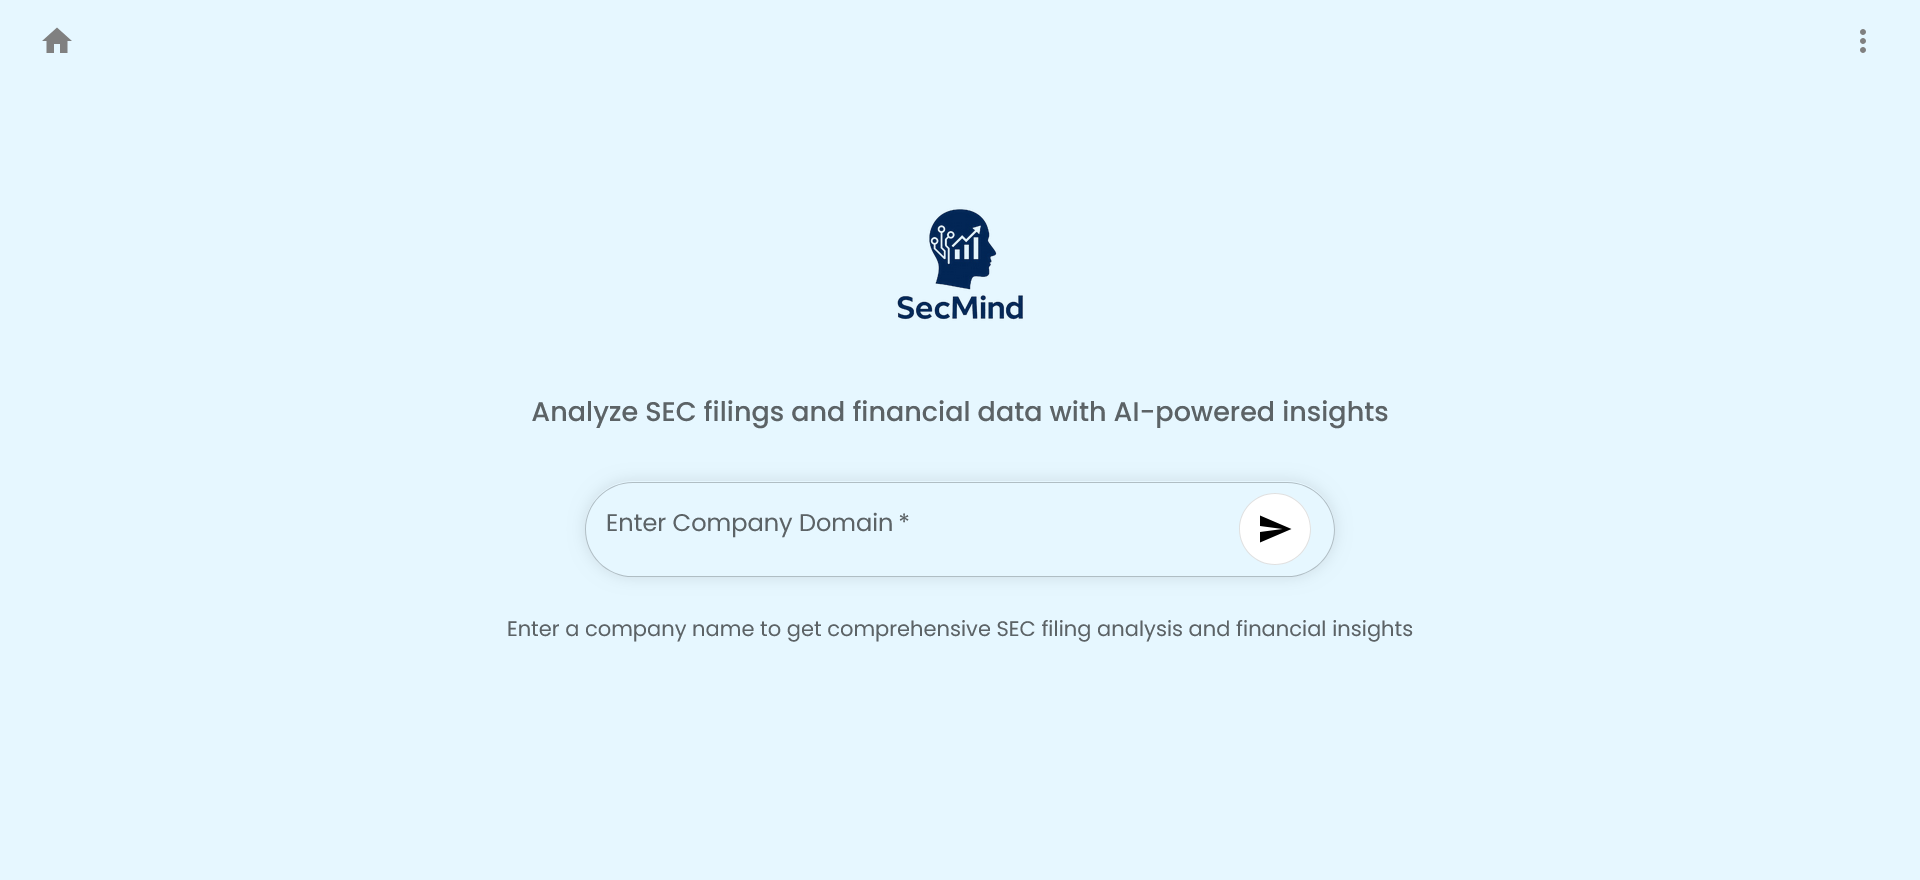 SecMind
Analyze SEC filings and financial data with AI-powered insights
Enter Company Domain *
Enter a company name to get comprehensive SEC filing analysis and financial insights